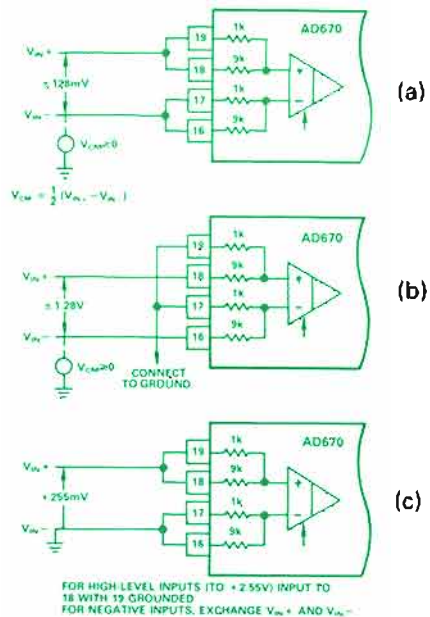 19 1k AD670
V_IN +
18 9k +
≤ 128mV
17 1k −
V_IN −
16 9k
V_CM≥0
V_CM = 1/2 (V_IN+ − V_IN−)
(a)
19 1k AD670
V_IN +
18 9k +
± 1.28V
17 1k −
V_IN −
16 9k
V_CM≥0
CONNECT
TO GROUND
(b)
19 1k AD670
V_IN +
18 9k +
+255mV
17 1k −
V_IN −
16 9k
(c)
FOR HIGH-LEVEL INPUTS (TO +2.55V) INPUT TO
18 WITH 19 GROUNDED
FOR NEGATIVE INPUTS, EXCHANGE V_IN+ AND V_IN−